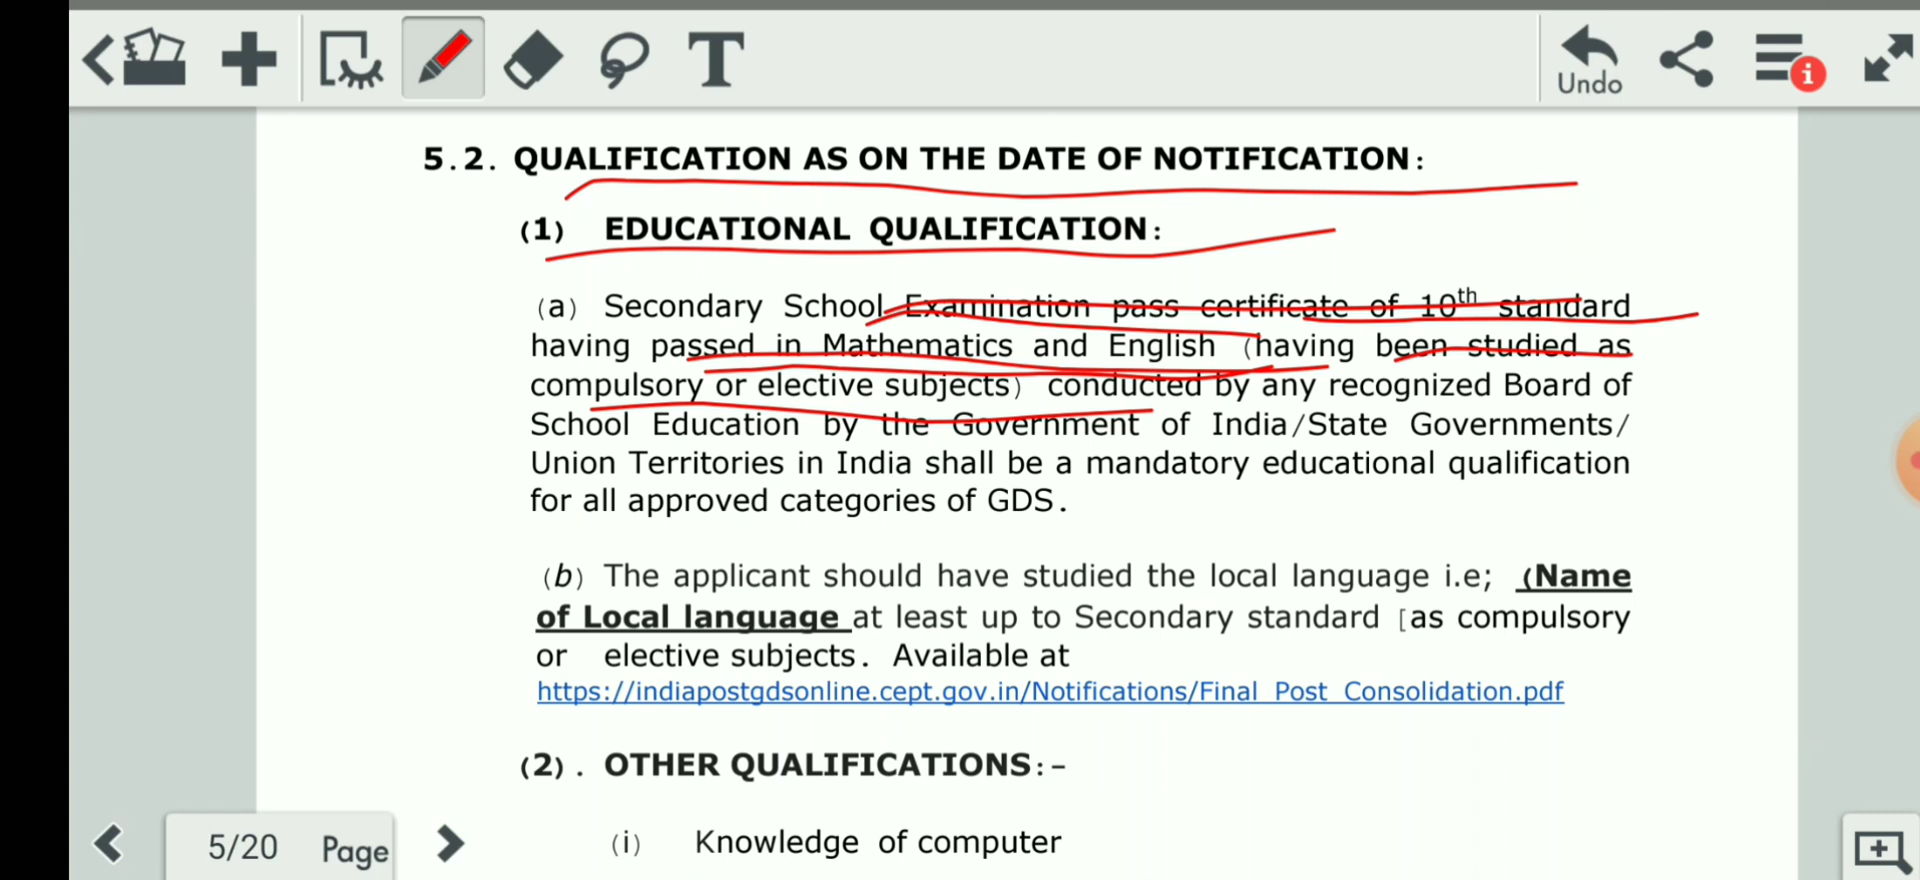 T
Undo
i
5.2. QUALIFICATION AS ON THE DATE OF NOTIFICATION:
(1) EDUCATIONAL QUALIFICATION:
(a) Secondary School Examination pass certificate of 10th standard
having passed in Mathematics and English (having been studied as
compulsory or elective subjects) conducted by any recognized Board of
School Education by the Government of India/State Governments/
Union Territories in India shall be a mandatory educational qualification
for all approved categories of GDS.
(b) The applicant should have studied the local language i.e; (Name
of Local language at least up to Secondary standard [as compulsory
or elective subjects. Available at
https://indiapostgdsonline.cept.gov.in/Notifications/Final_Post_Consolidation.pdf
(2). OTHER QUALIFICATIONS:-
(i) Knowledge of computer
5/20 Page